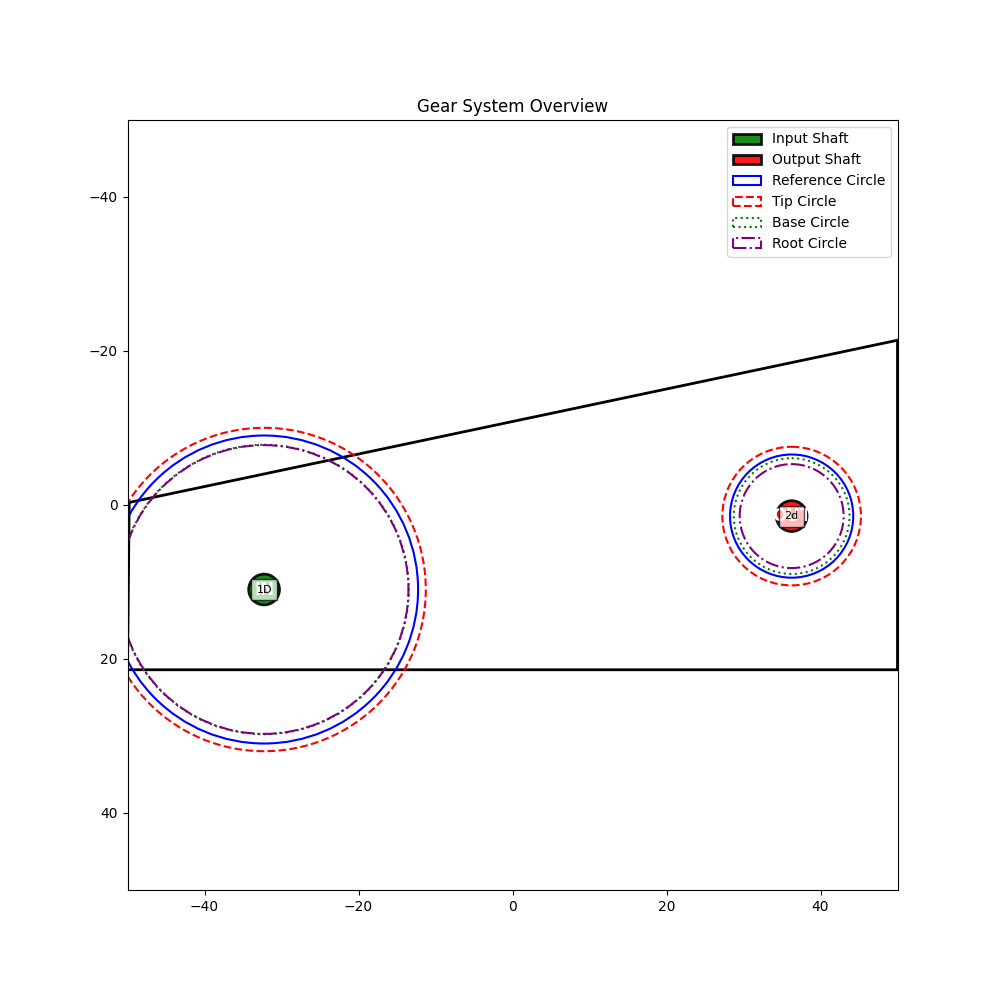 Gear System Overview
Input Shaft
Output Shaft
Reference Circle
Tip Circle
Base Circle
Root Circle
−40
−20
0
20
40
1D
2d
−40
−20
0
20
40